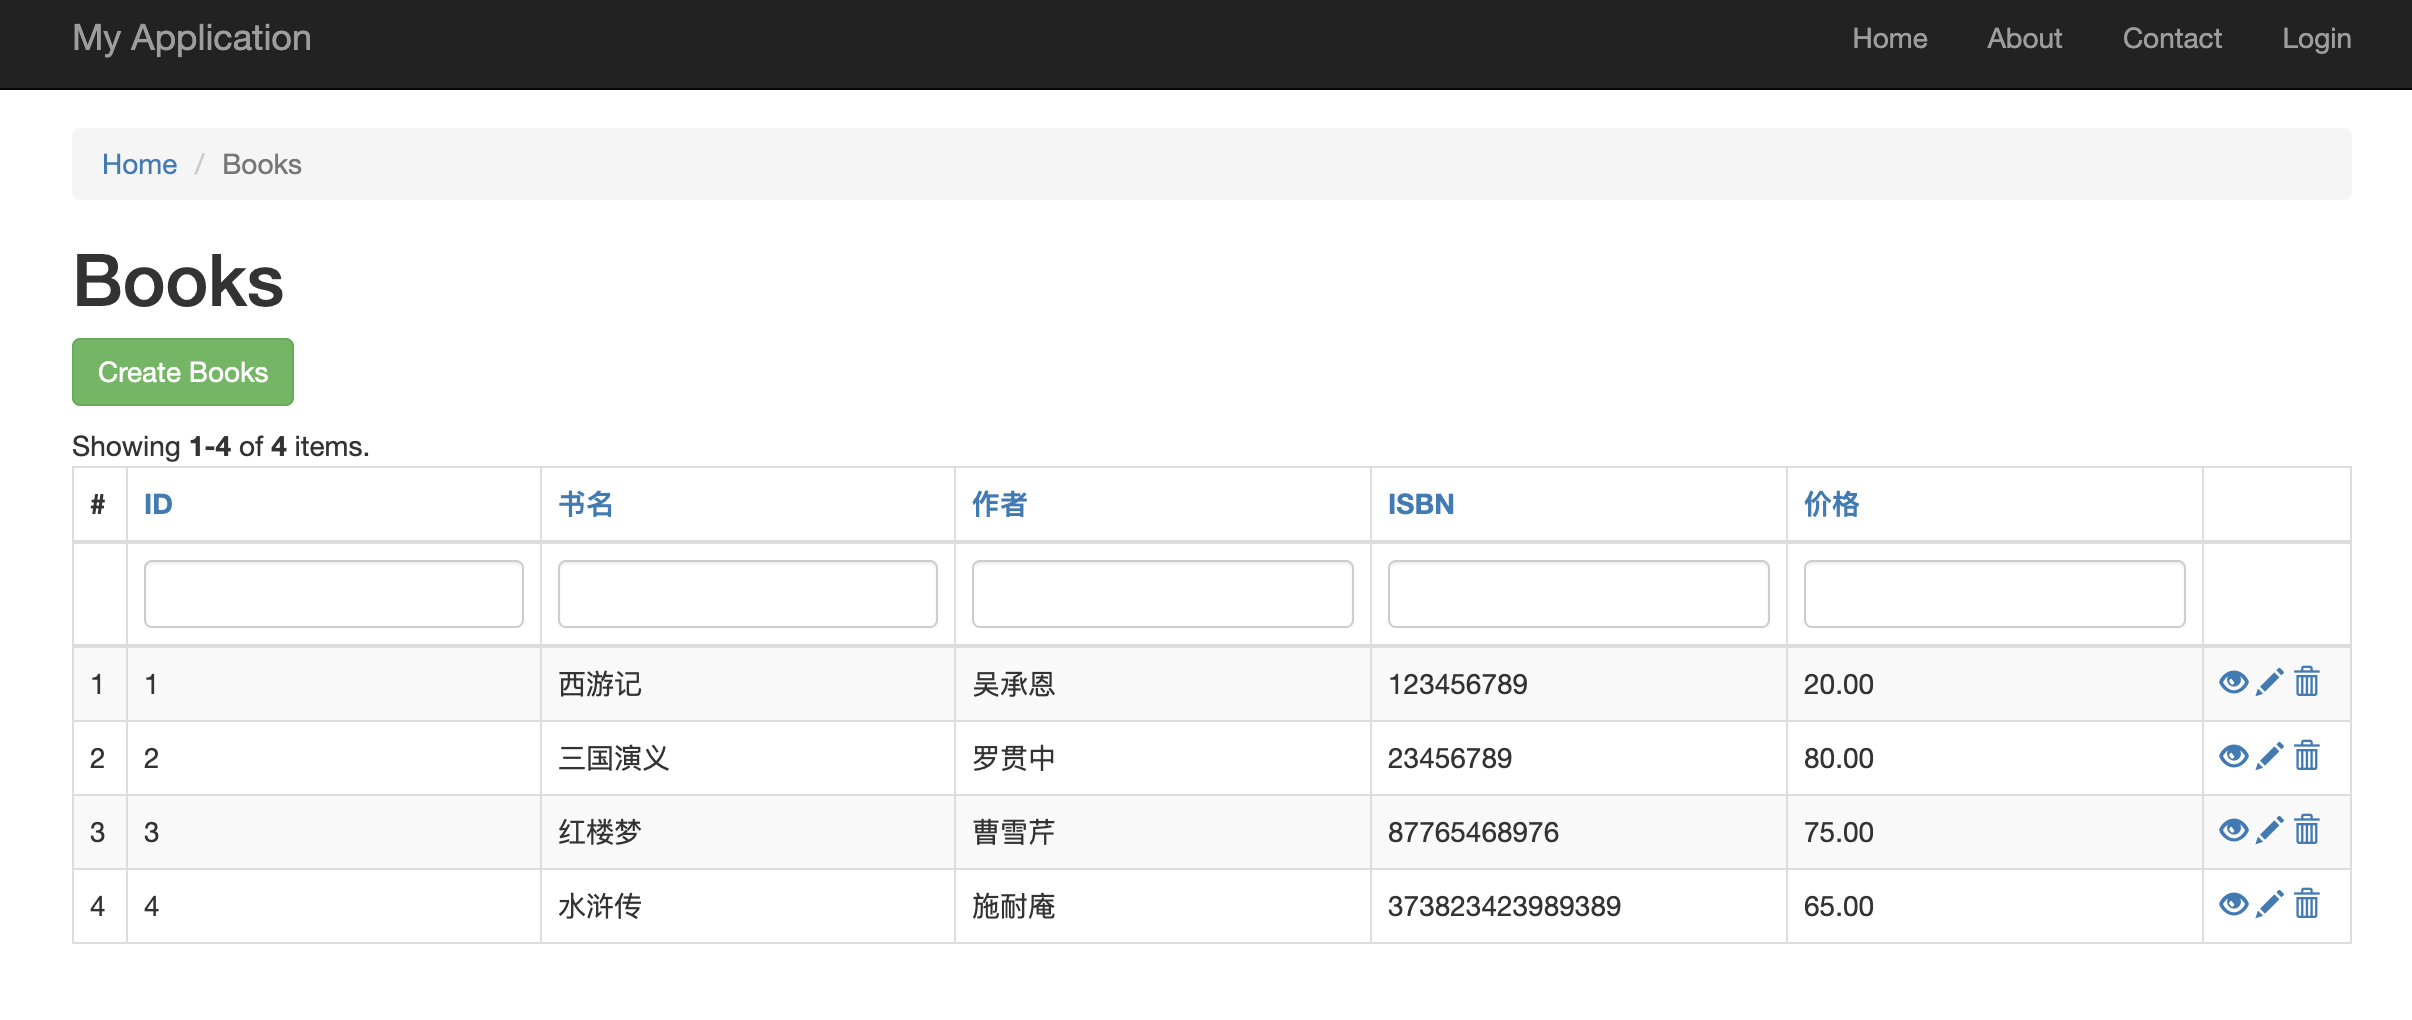 My Application Home About Contact Login
Home / Books
Books
Create Books
Showing 1-4 of 4 items.
# ID 书名 作者 ISBN 价格
1 1 西游记 吴承恩 123456789 20.00
2 2 三国演义 罗贯中 23456789 80.00
3 3 红楼梦 曹雪芹 87765468976 75.00
4 4 水浒传 施耐庵 373823423989389 65.00